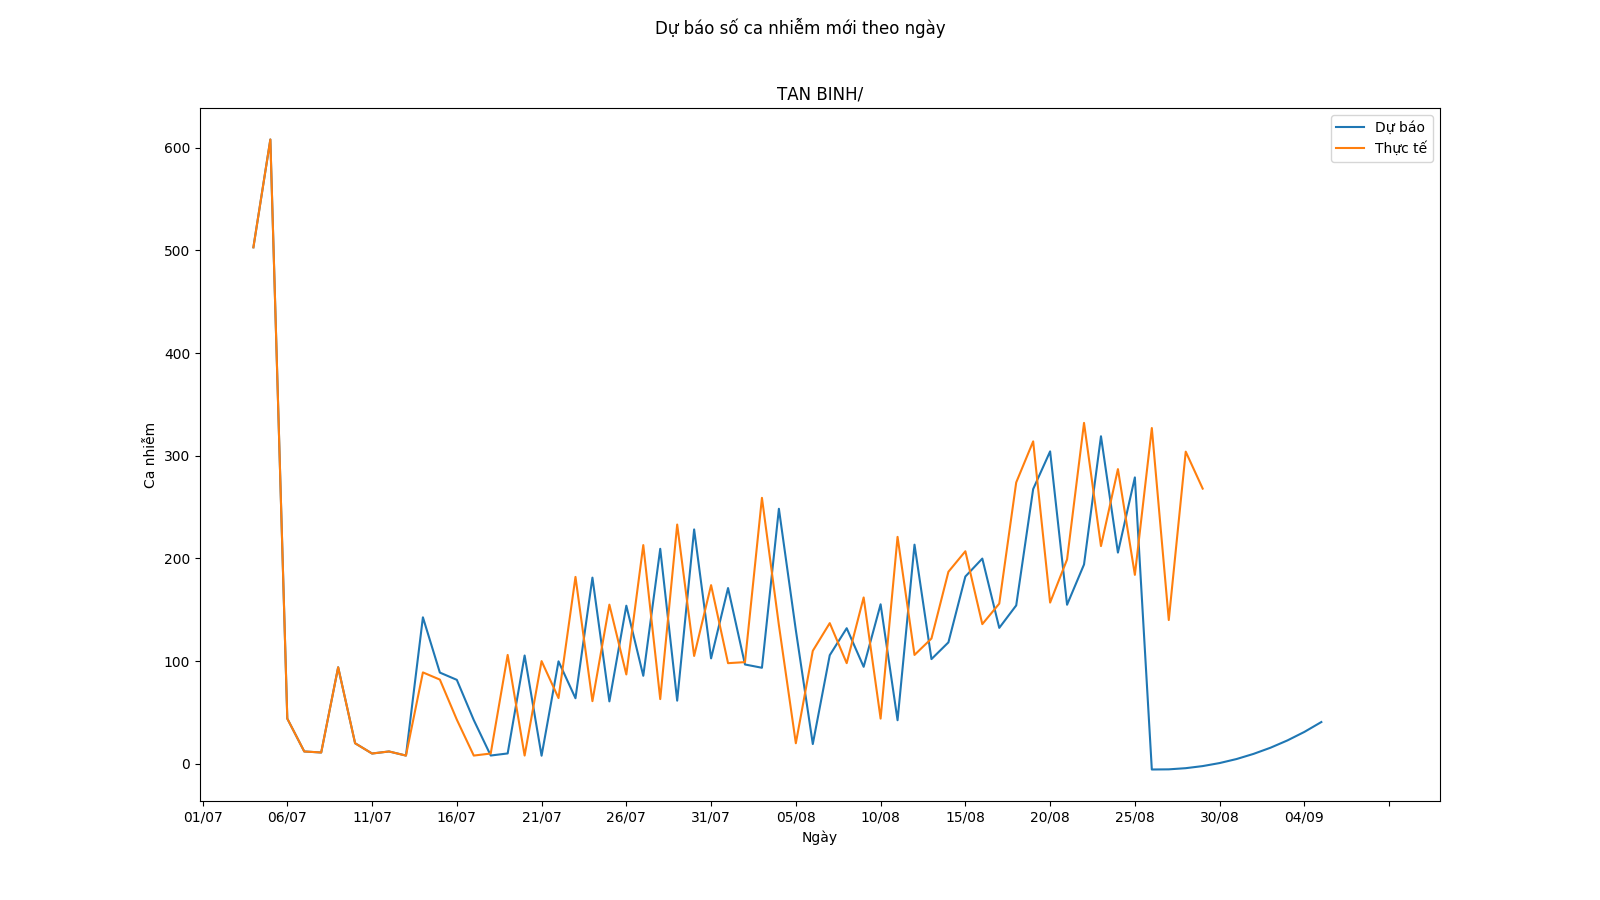 Dự báo số ca nhiễm mới theo ngày
TAN BINH/
Dự báo
Thực tế
600
500
400
300
200
100
0
Ca nhiễm
01/07 06/07 11/07 16/07 21/07 26/07 31/07 05/08 10/08 15/08 20/08 25/08 30/08 04/09
Ngày